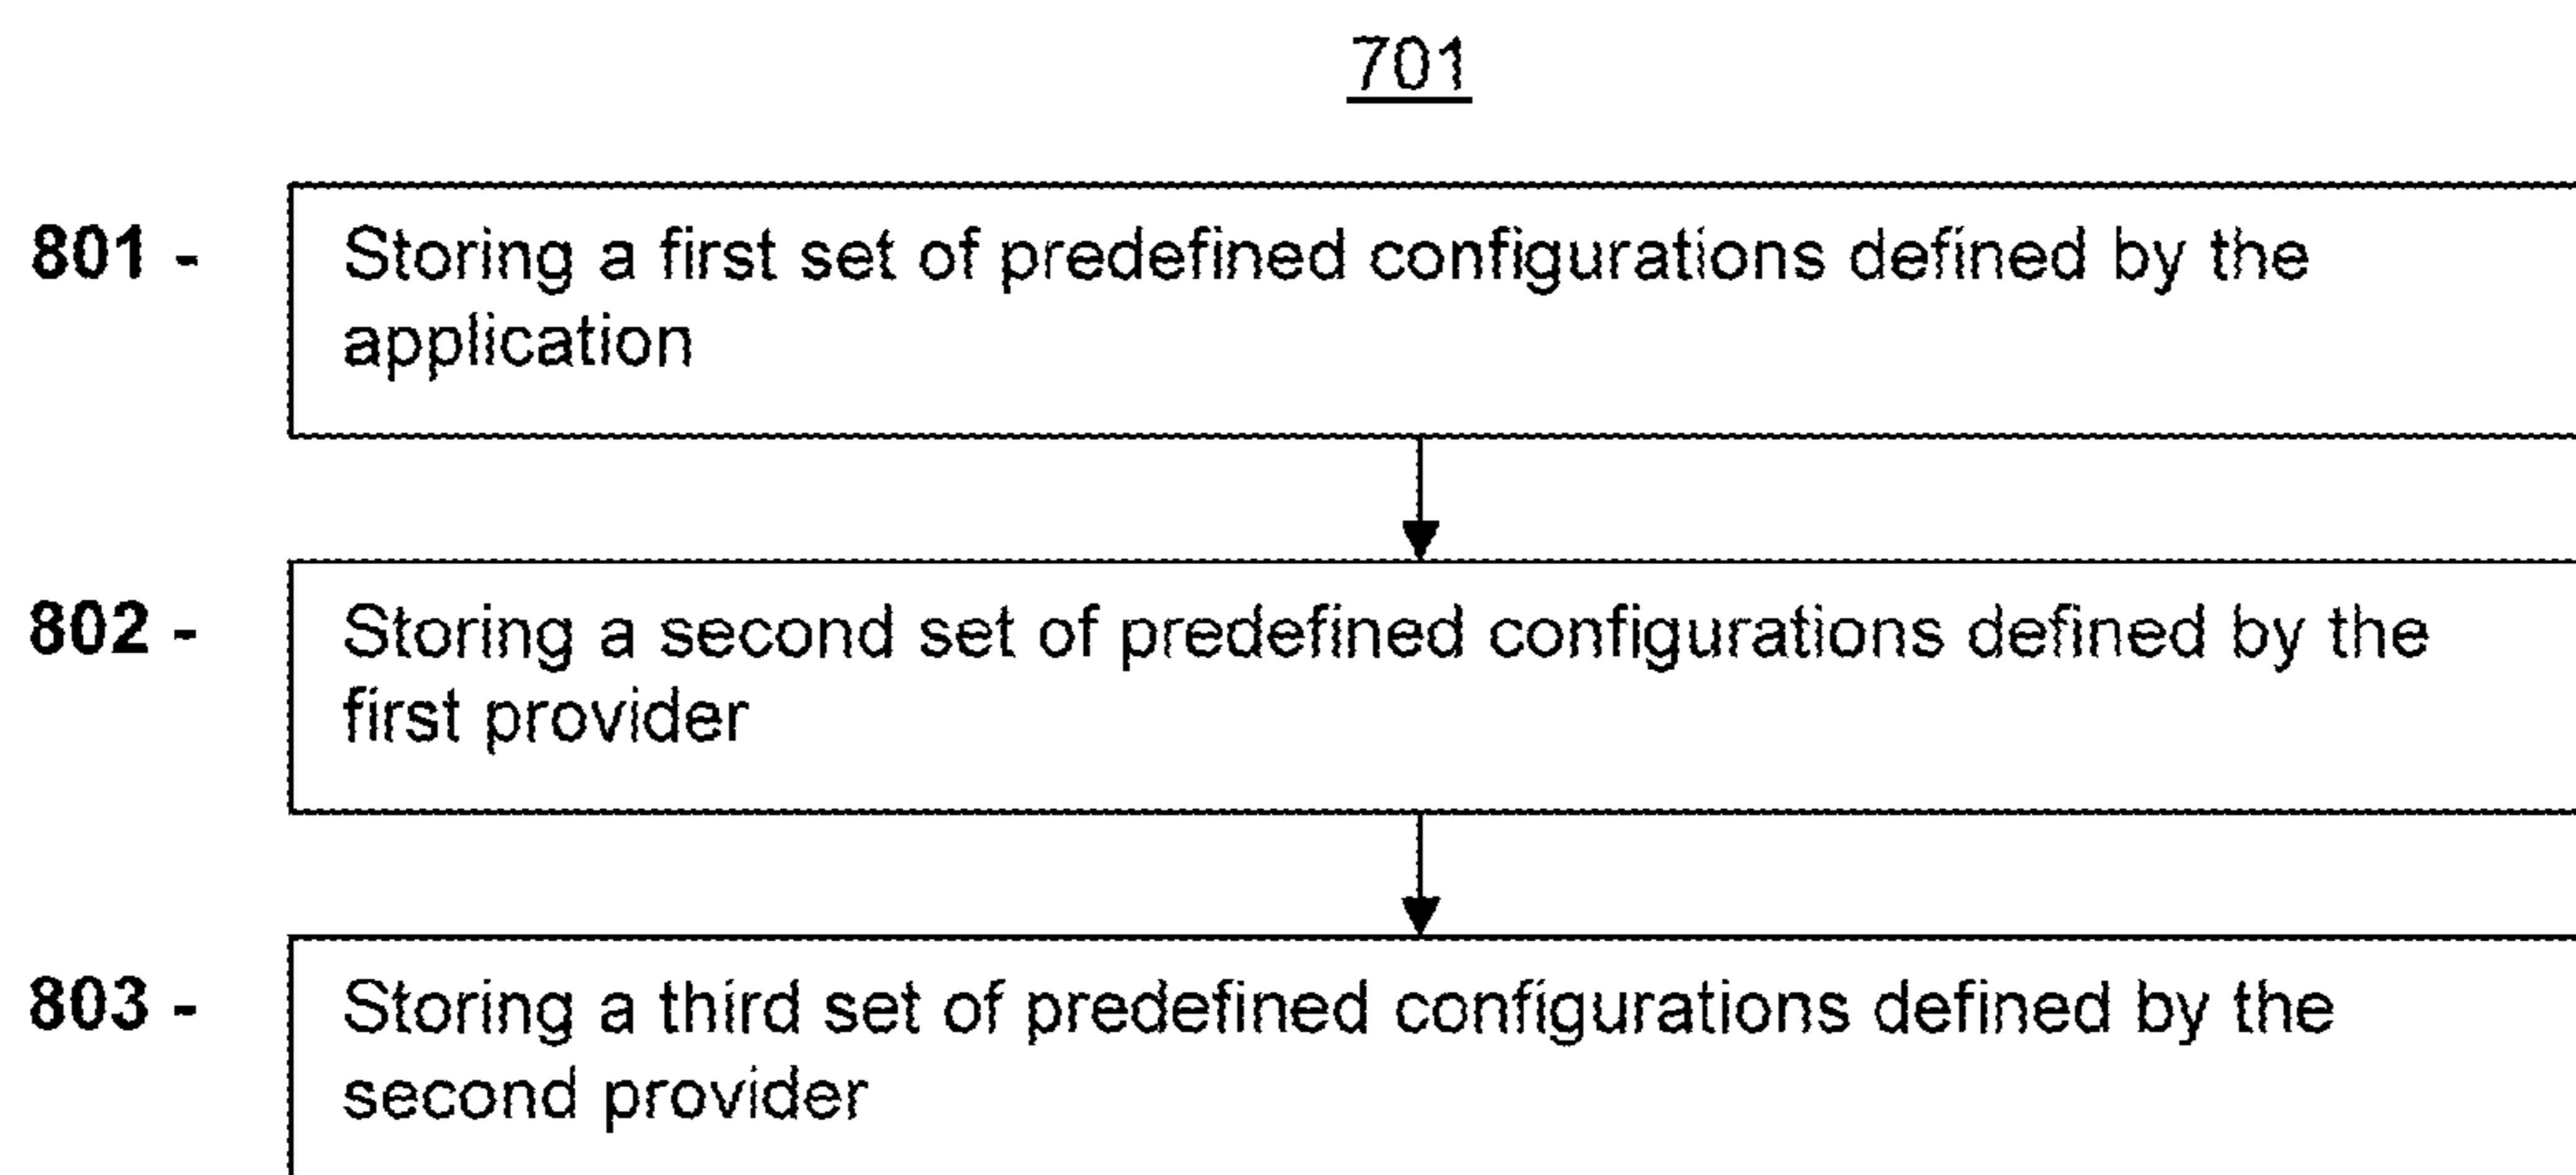 701
801 - Storing a first set of predefined configurations defined by the
application
802 - Storing a second set of predefined configurations defined by the
first provider
803 - Storing a third set of predefined configurations defined by the
second provider